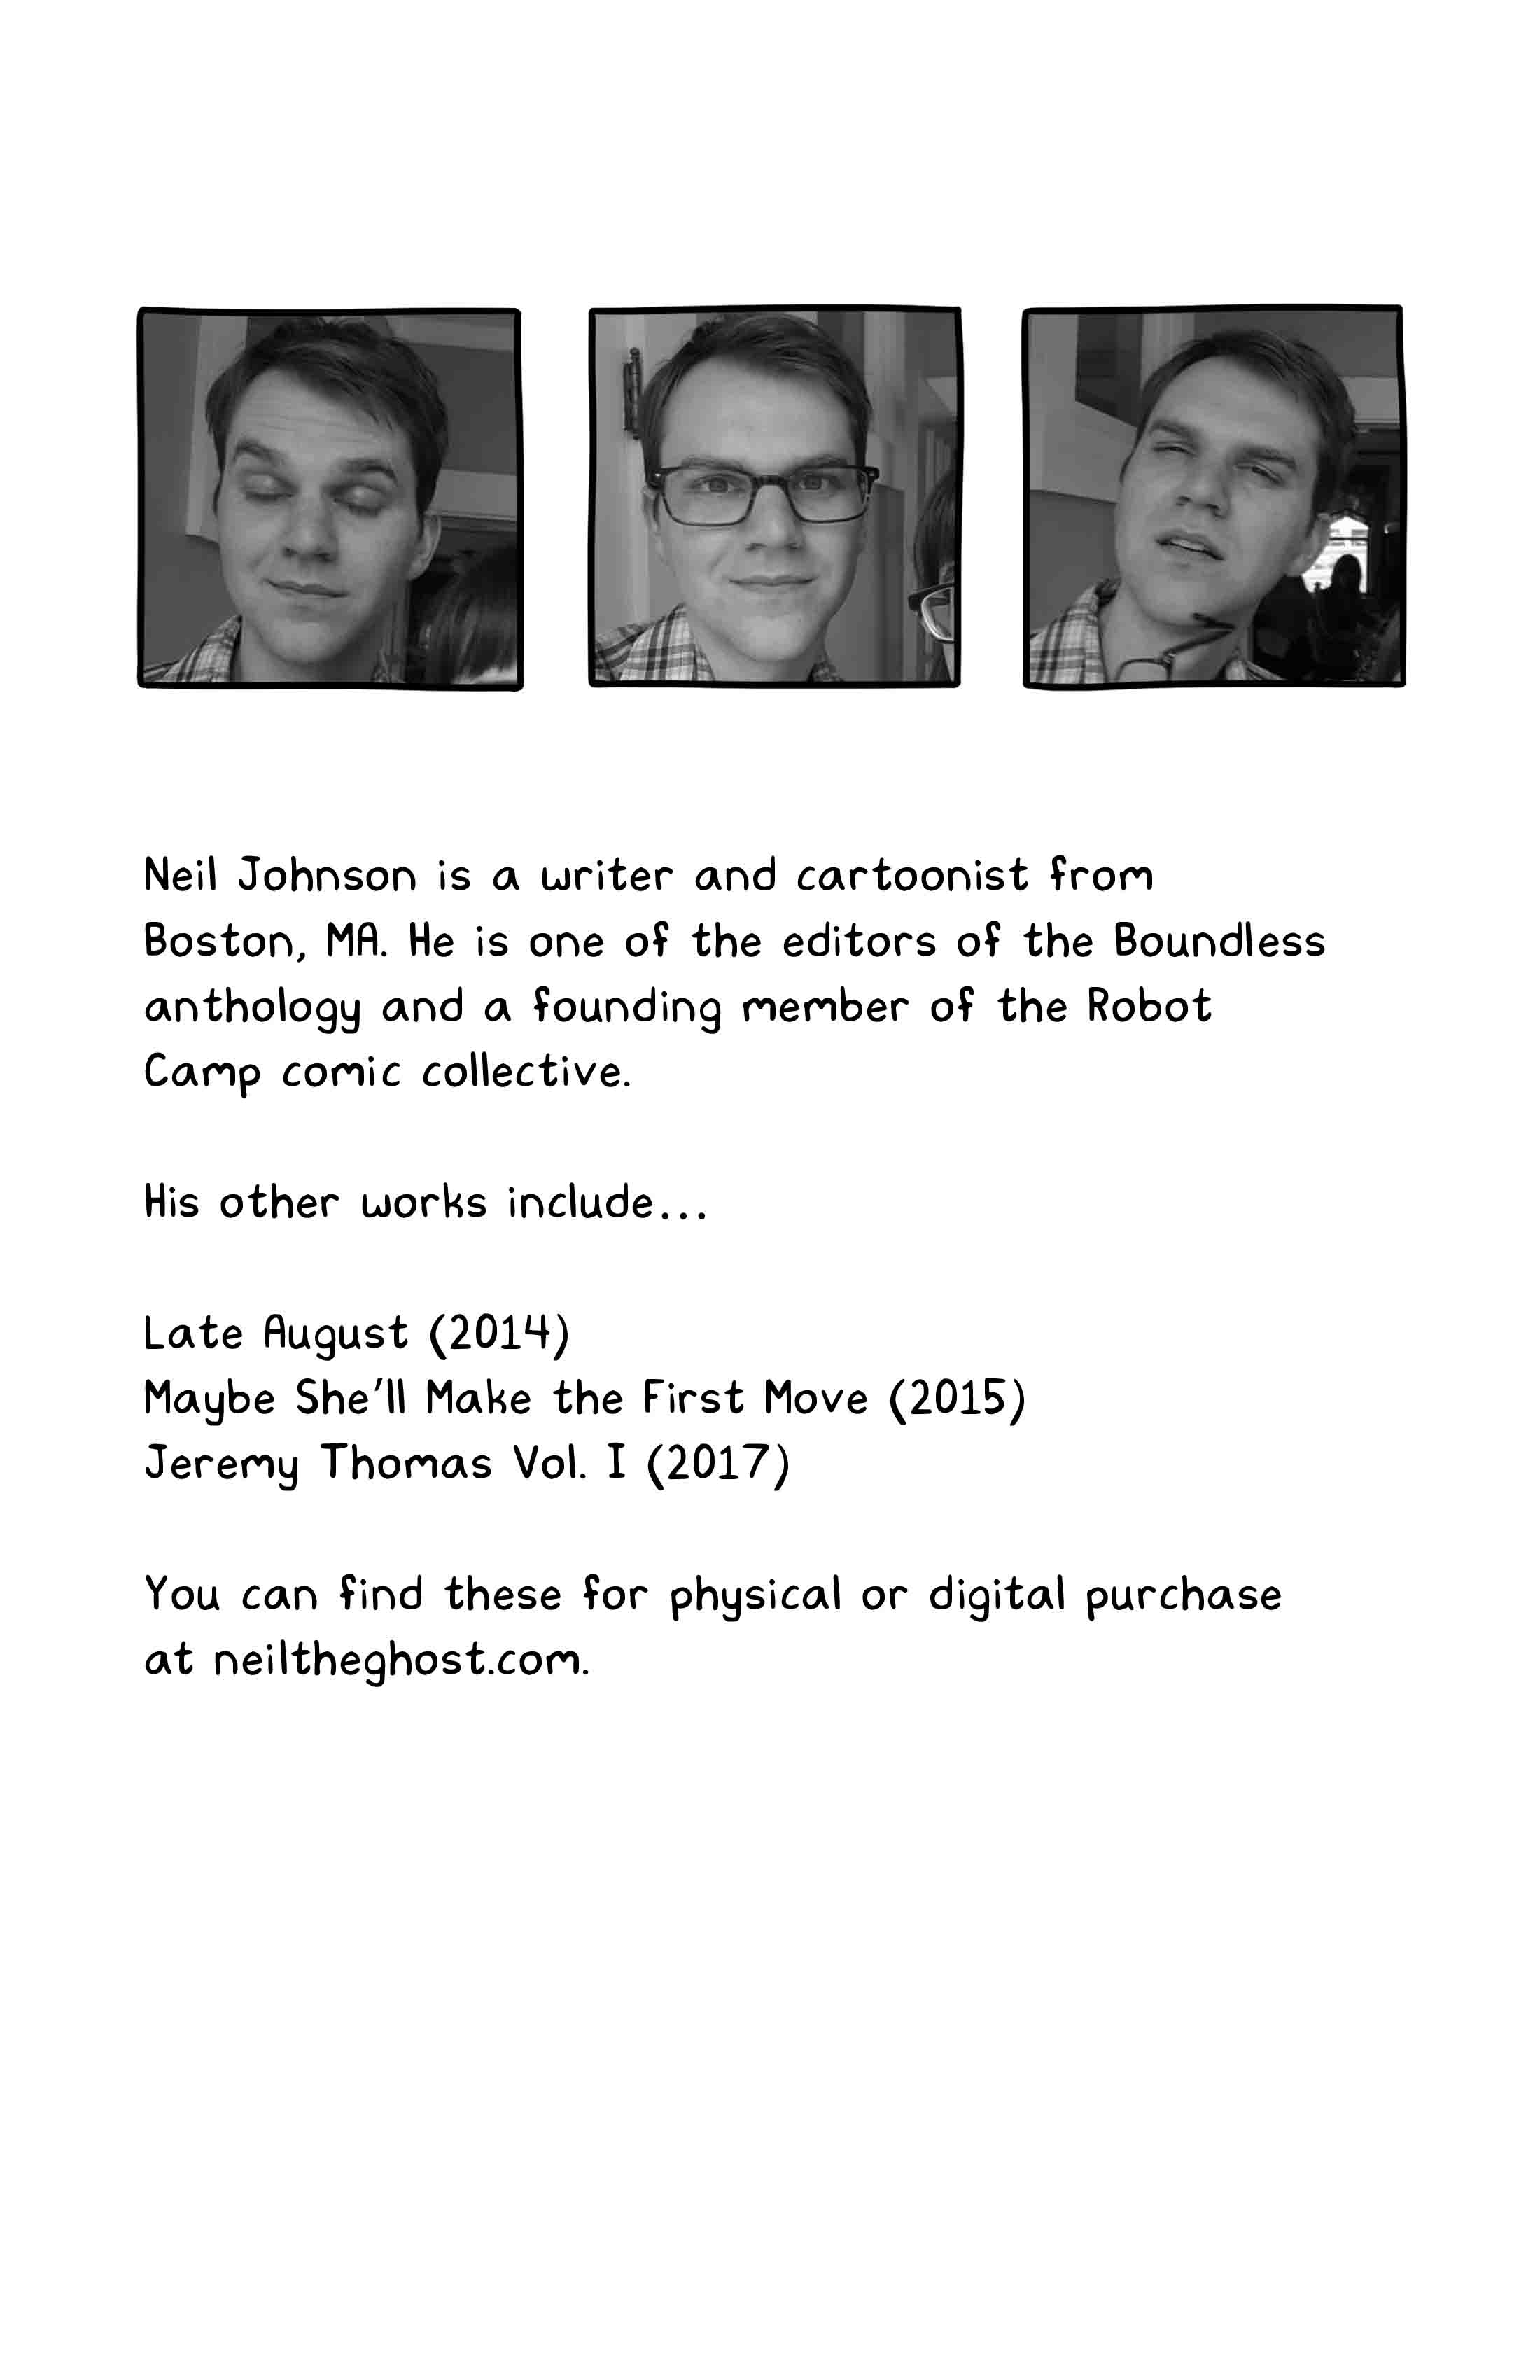 Neil Johnson is a writer and cartoonist from
Boston, MA. He is one of the editors of the Boundless
anthology and a founding member of the Robot
Camp comic collective.
His other works include...
Late August (2014)
Maybe She'll Make the First Move (2015)
Jeremy Thomas Vol. I (2017)
You can find these for physical or digital purchase
at neiltheghost.com.